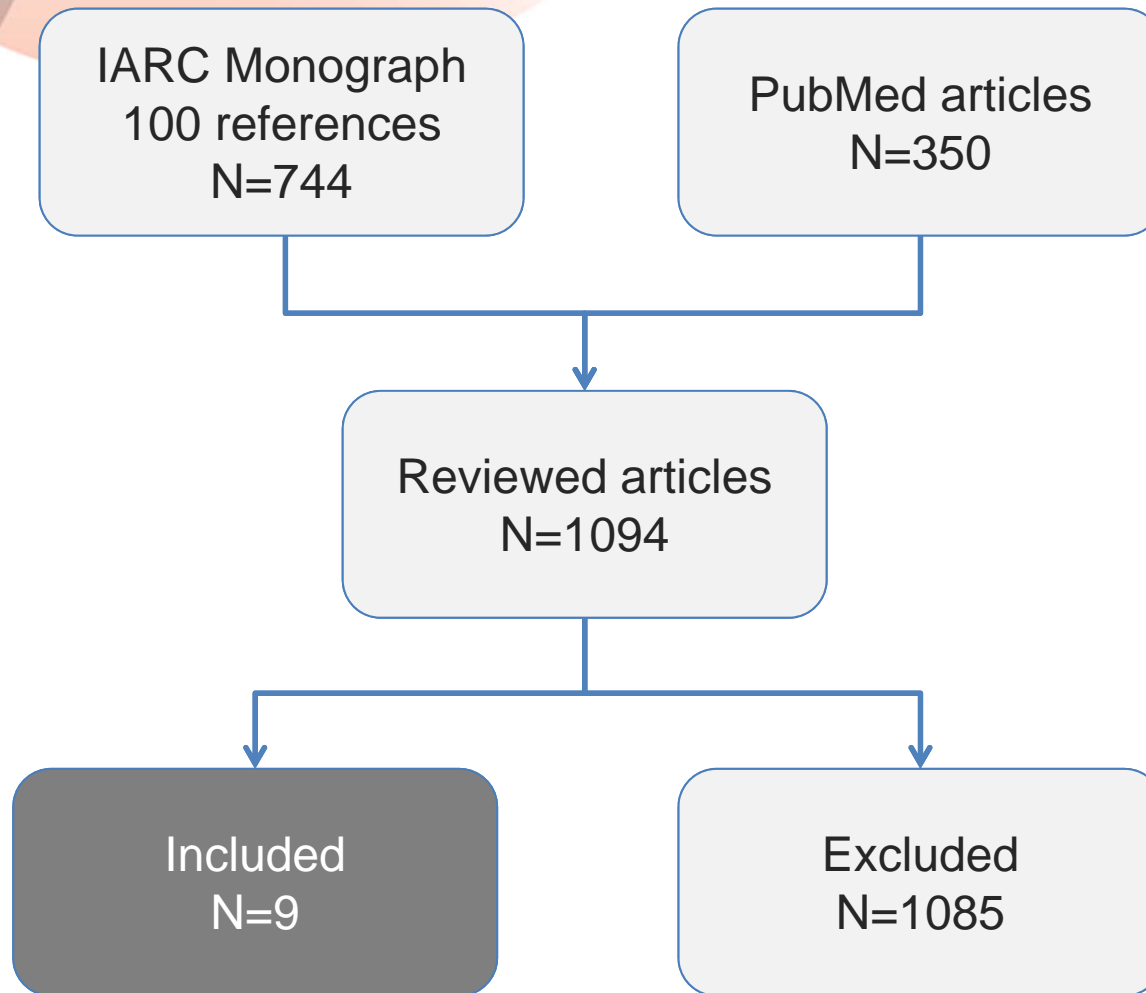 IARC Monograph
100 references
N=744
PubMed articles
N=350
Reviewed articles
N=1094
Included
N=9
Excluded
N=1085